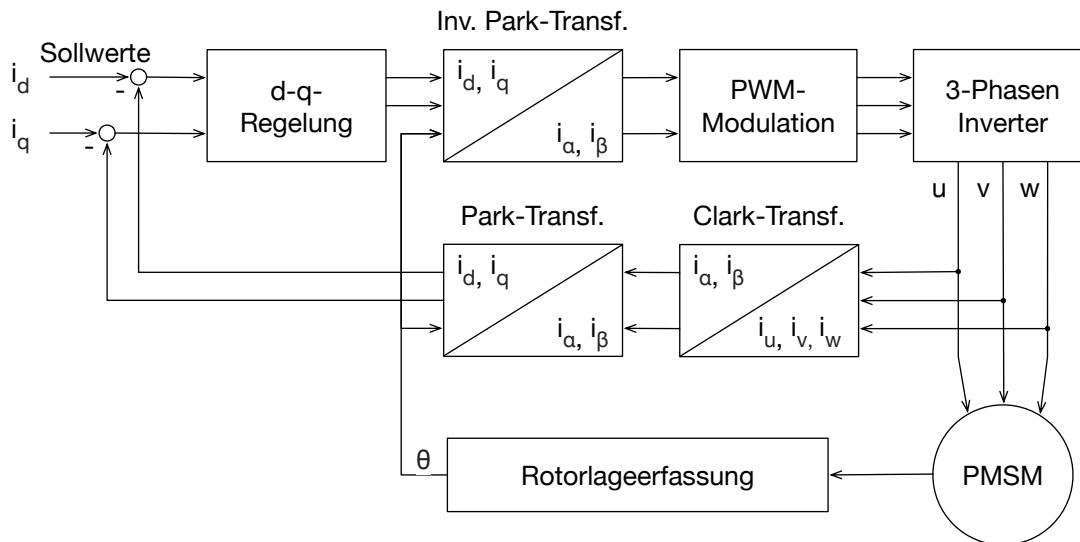 Inv. Park-Transf.
Sollwerte
i_d
i_q
-
-
d-q-
Regelung
i_d, i_q
i_α, i_β
PWM-
Modulation
3-Phasen
Inverter
u v w
Park-Transf.
Clark-Transf.
i_d, i_q
i_α, i_β
i_α, i_β
i_u, i_v, i_w
θ
Rotorlageerfassung
PMSM